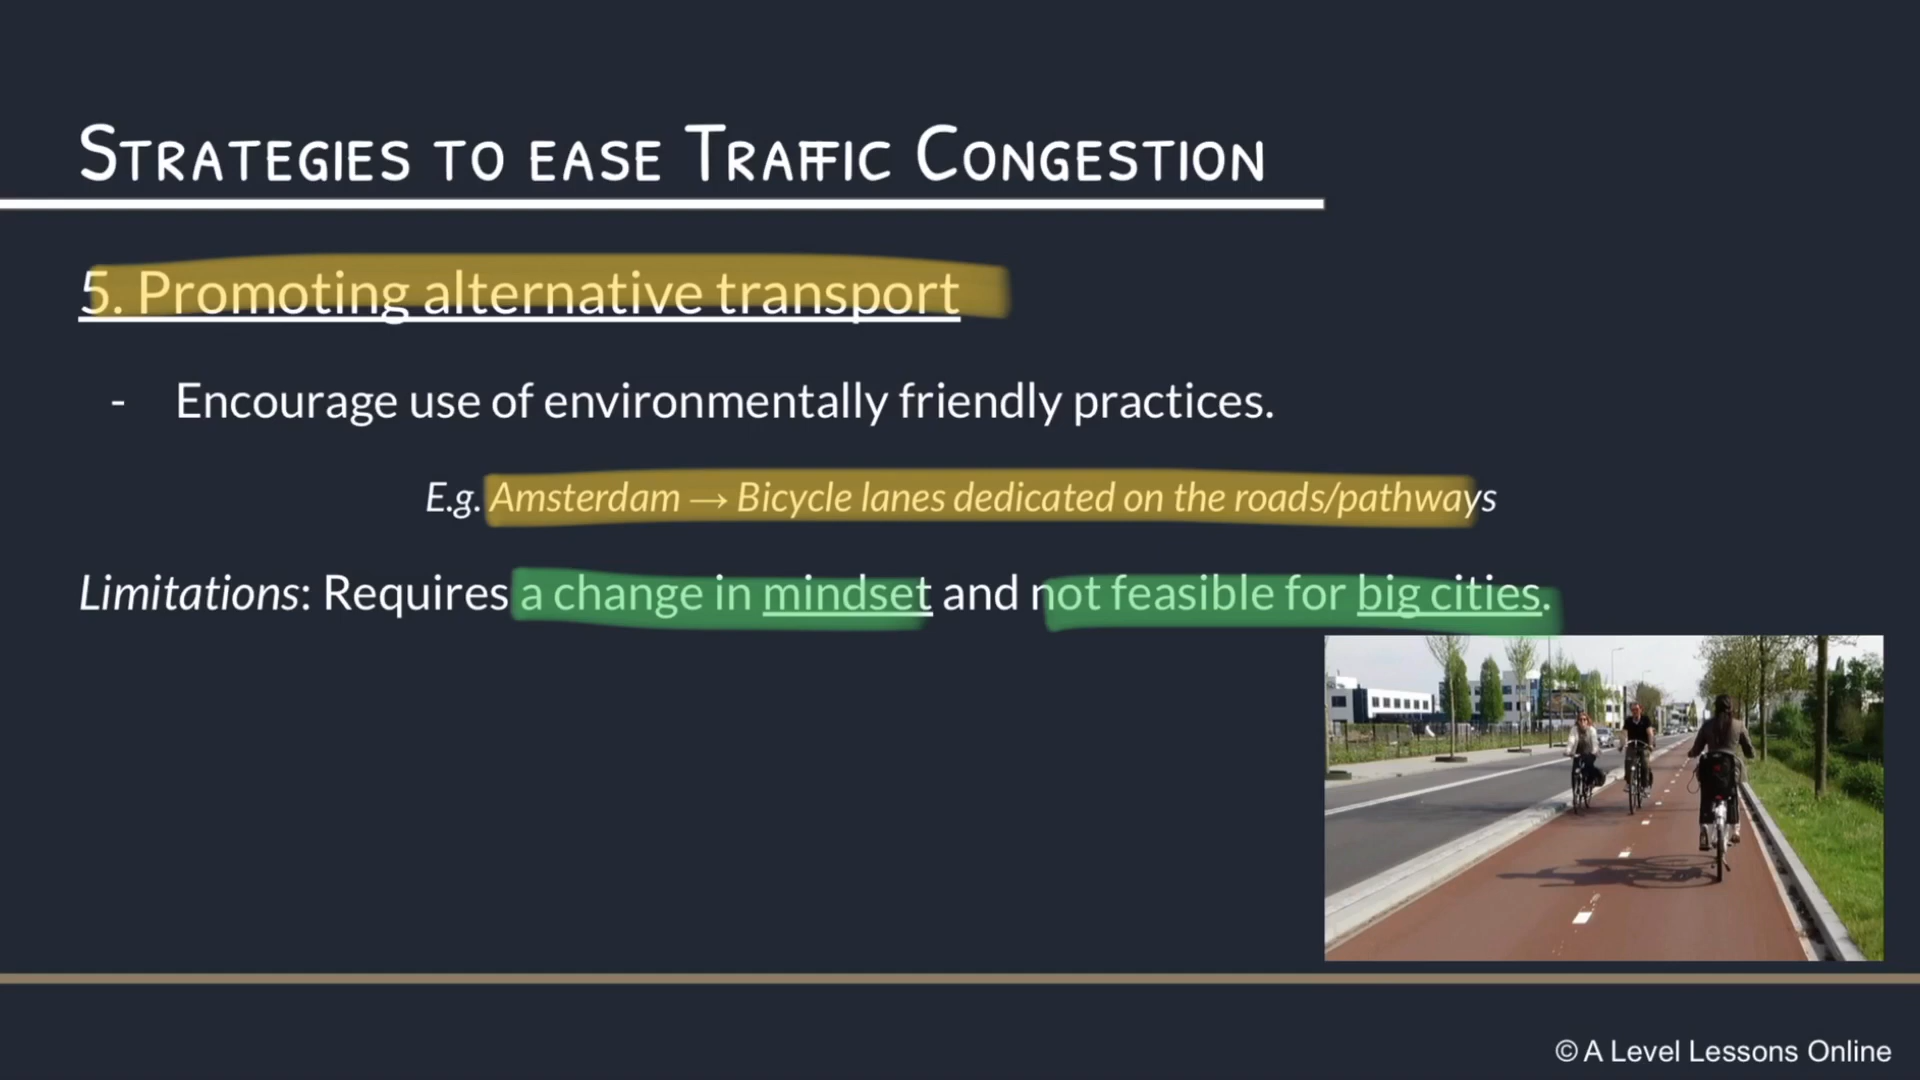 Strategies to ease Traffic Congestion
5. Promoting alternative transport
- Encourage use of environmentally friendly practices.
E.g. Amsterdam → Bicycle lanes dedicated on the roads/pathways
Limitations: Requires a change in mindset and not feasible for big cities.
© A Level Lessons Online